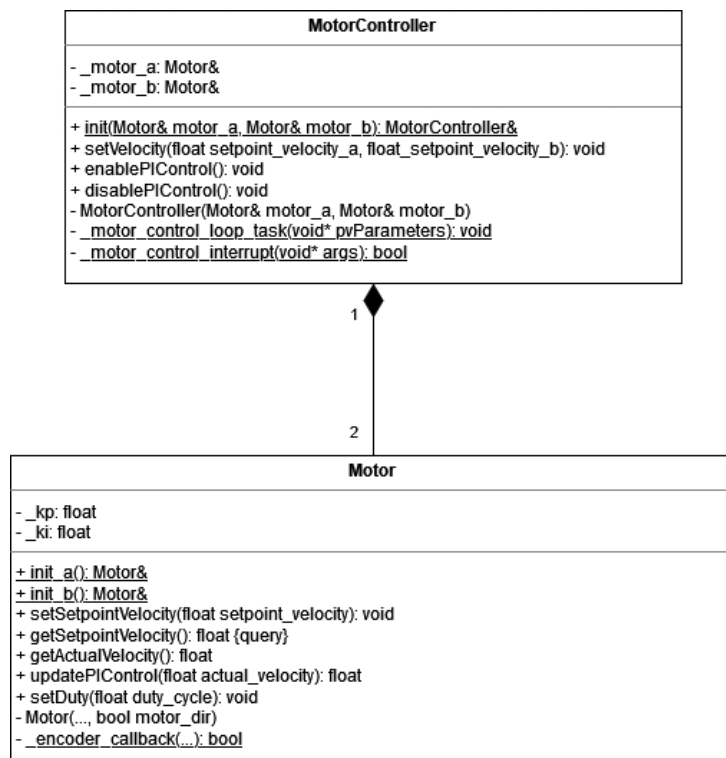 MotorController
- _motor_a: Motor&
- _motor_b: Motor&
+ init(Motor& motor_a, Motor& motor_b): MotorController&
+ setVelocity(float setpoint_velocity_a, float_setpoint_velocity_b): void
+ enablePIControl(): void
+ disablePIControl(): void
- MotorController(Motor& motor_a, Motor& motor_b)
- _motor_control_loop_task(void* pvParameters): void
- _motor_control_interrupt(void* args): bool
1
2
Motor
- _kp: float
- _ki: float
+ init_a(): Motor&
+ init_b(): Motor&
+ setSetpointVelocity(float setpoint_velocity): void
+ getSetpointVelocity(): float {query}
+ getActualVelocity(): float
+ updatePIControl(float actual_velocity): float
+ setDuty(float duty_cycle): void
- Motor(..., bool motor_dir)
- _encoder_callback(...): bool